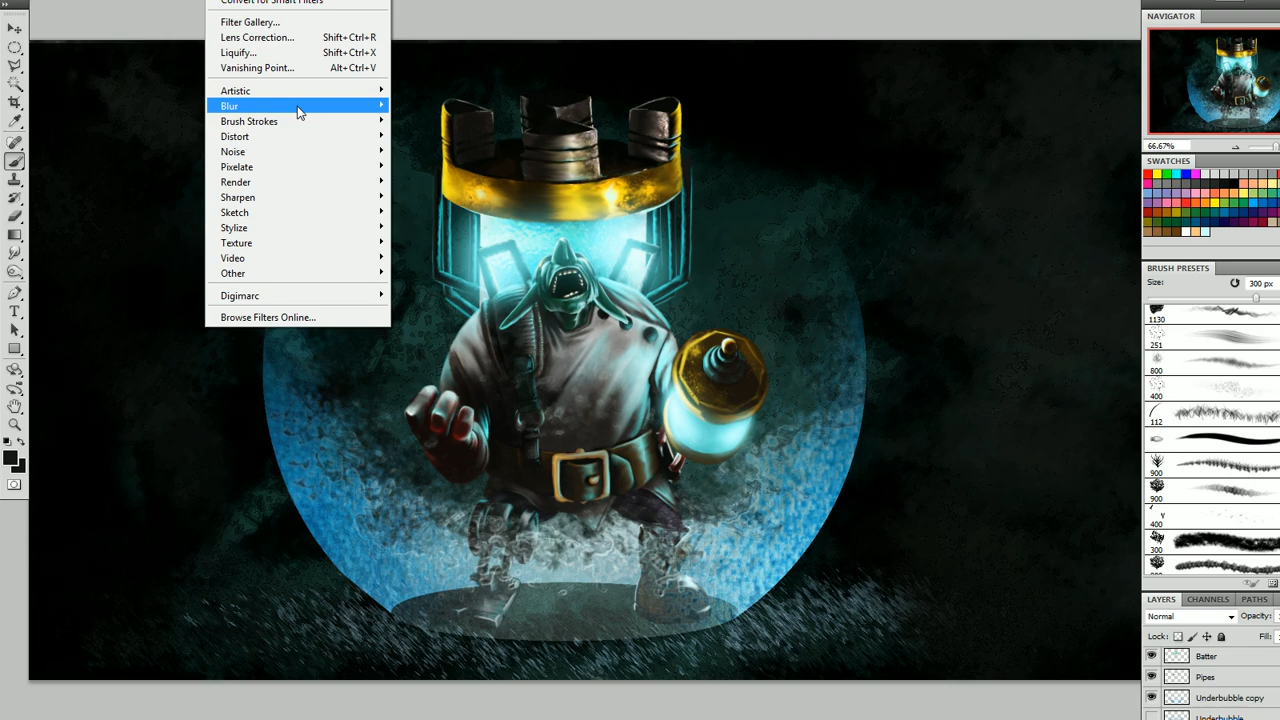 Convert for Smart Filters
Filter Gallery...
Lens Correction... Shift+Ctrl+R
Liquify... Shift+Ctrl+X
Vanishing Point... Alt+Ctrl+V
Artistic
Blur
Brush Strokes
Distort
Noise
Pixelate
Render
Sharpen
Sketch
Stylize
Texture
Video
Other
Digimarc
Browse Filters Online...
NAVIGATOR
66.67%
SWATCHES
BRUSH PRESETS
Size: 300 px
1130
251
800
400
112
900
900
400
300
LAYERS CHANNELS PATHS
Normal Opacity:
Lock: Fill:
Batter
Pipes
Underbubble copy
Underbubble